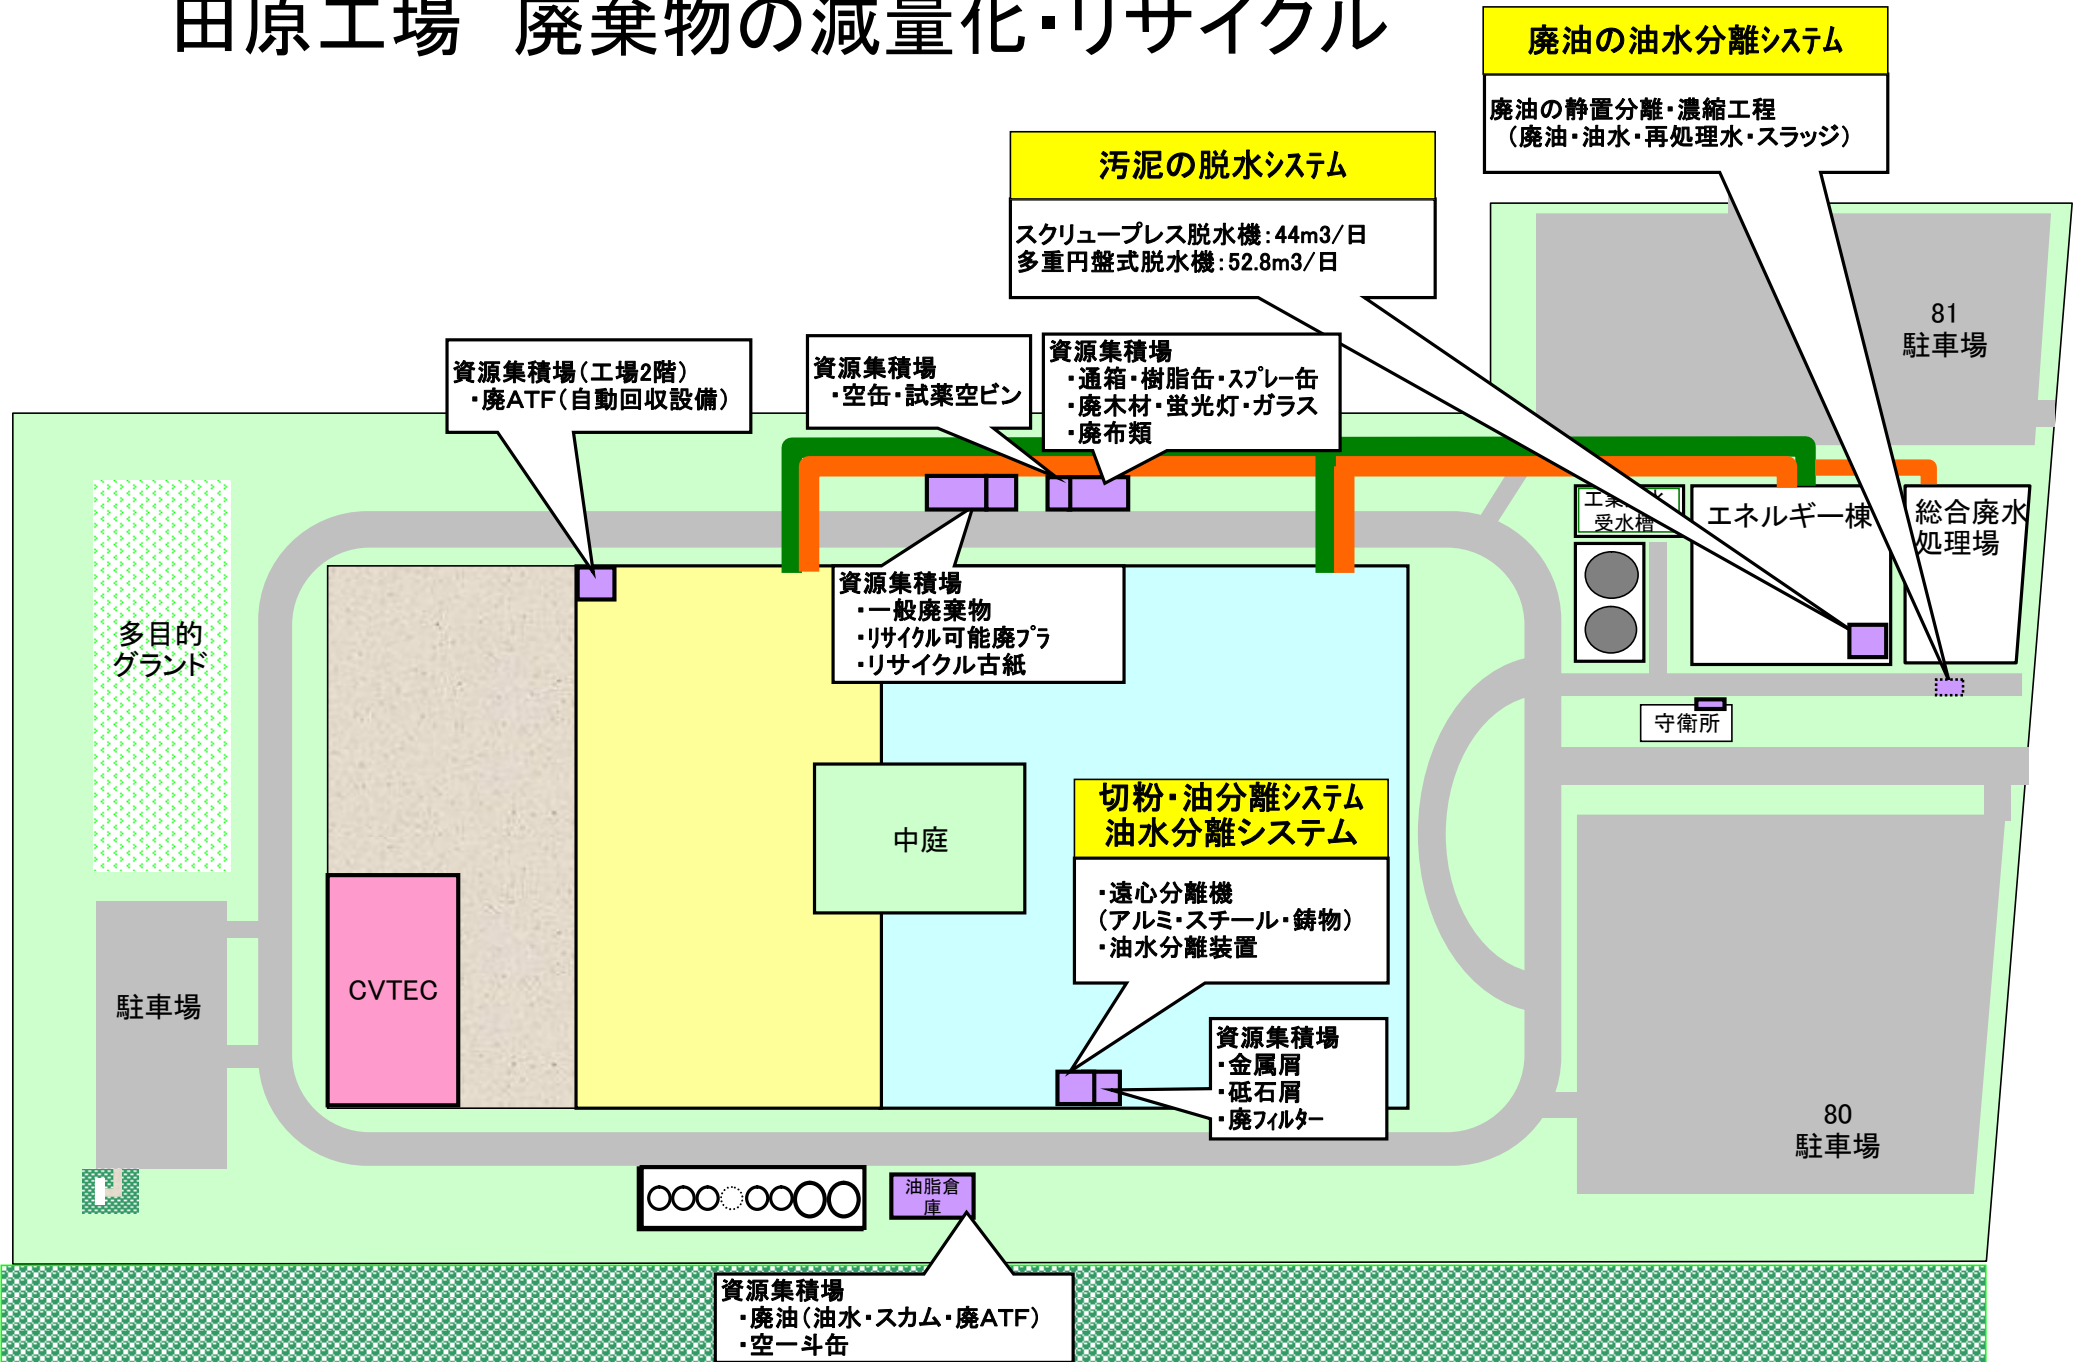 田原工場　廃棄物の減量化・リサイクル
廃油の油水分離システム
廃油の静置分離・濃縮工程
（廃油・油水・再処理水・スラッジ）
汚泥の脱水システム
スクリュープレス脱水機：44m3/日
多重円盤式脱水機：52.8m3/日
81
駐車場
資源集積場（工場2階）
・廃ATF（自動回収設備）
資源集積場
・空缶・試薬空ビン
資源集積場
・通箱・樹脂缶・スプレー缶
・廃木材・蛍光灯・ガラス
・廃布類
工業
水
受水槽
エネルギー棟
総合廃水
処理場
資源集積場
・一般廃棄物
・リサイクル可能廃プラ
・リサイクル古紙
多目的
グランド
守衛所
切粉・油分離システム
油水分離システム
・遠心分離機
（アルミ・スチール・鋳物）
・油水分離装置
中庭
CVTEC
駐車場
資源集積場
・金属屑
・砥石屑
・廃フィルター
80
駐車場
油脂倉
庫
資源集積場
・廃油（油水・スカム・廃ATF）
・空一斗缶